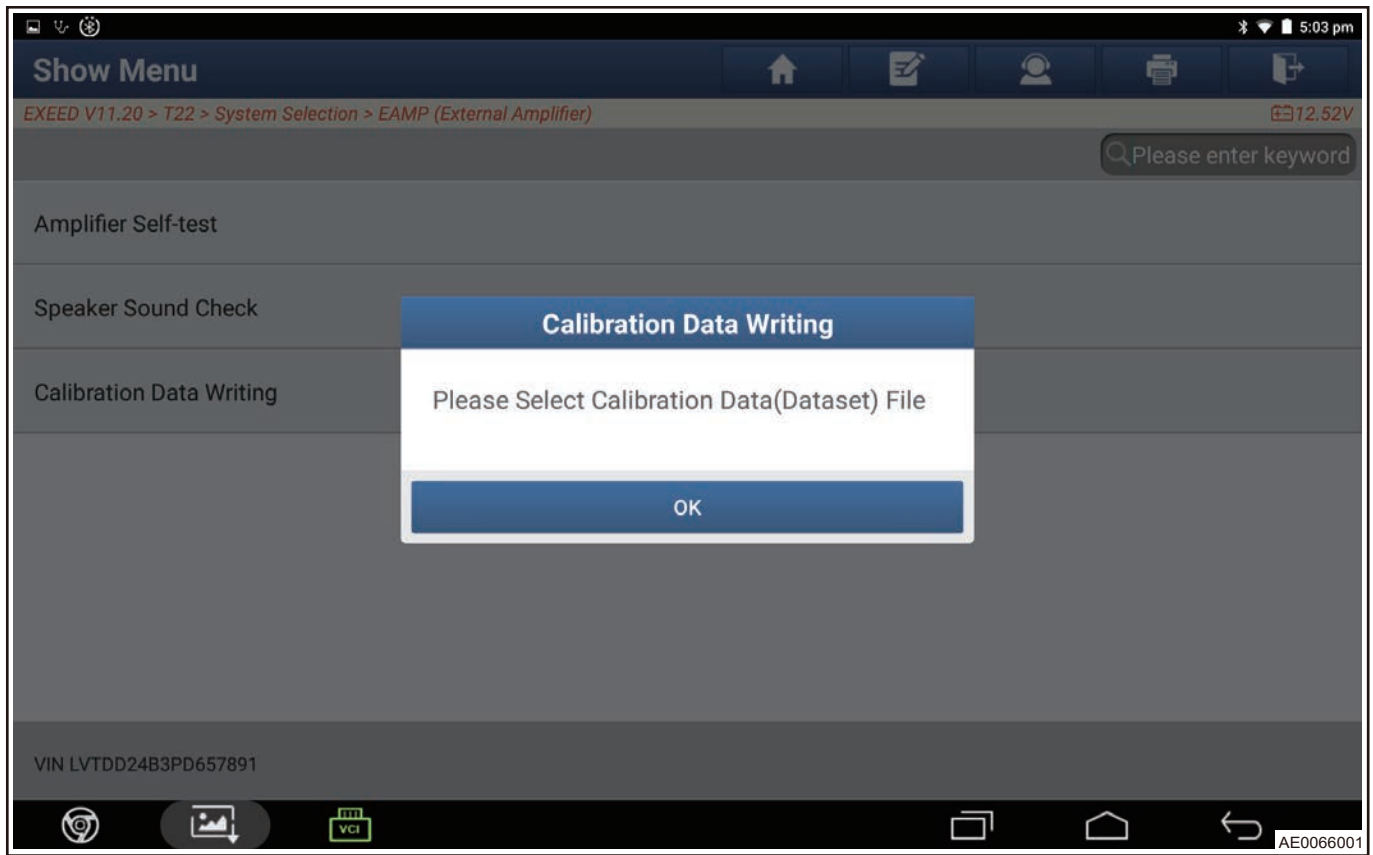 5:03 pm
Show Menu
EXEED V11.20 > T22 > System Selection > EAMP (External Amplifier)
12.52V
Please enter keyword
Amplifier Self-test
Speaker Sound Check
Calibration Data Writing
Calibration Data Writing
Please Select Calibration Data(Dataset) File
OK
VIN LVTDD24B3PD657891
VCI
AE0066001